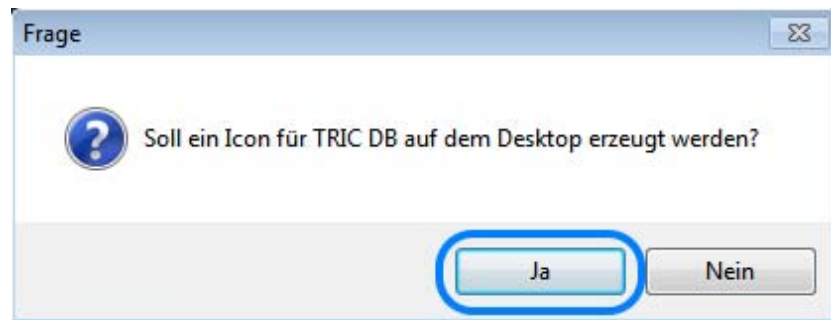 Frage
Soll ein Icon für TRIC DB auf dem Desktop erzeugt werden?
Ja
Nein